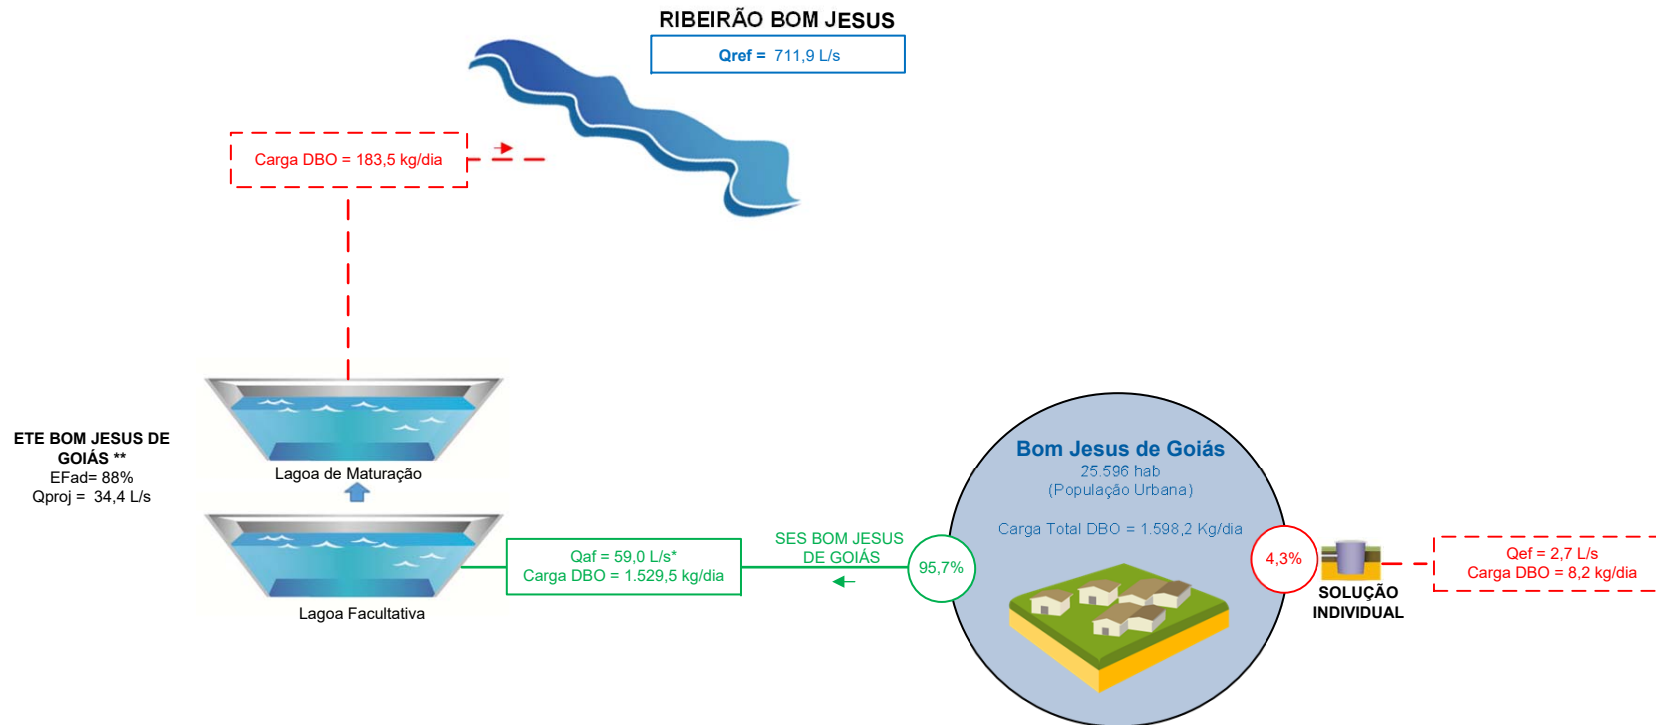 RIBEIRÃO BOM JESUS
Qref = 711,9 L/s
Carga DBO = 183,5 kg/dia
ETE BOM JESUS DE
GOIÁS **
EFad= 88%
Qproj = 34,4 L/s
Lagoa de Maturação
Lagoa Facultativa
Qaf = 59,0 L/s*
Carga DBO = 1.529,5 kg/dia
SES BOM JESUS
DE GOIÁS
95,7%
Bom Jesus de Goiás
25.596 hab
(População Urbana)
Carga Total DBO = 1.598,2 Kg/dia
4,3%
SOLUÇÃO
INDIVIDUAL
Qef = 2,7 L/s
Carga DBO = 8,2 kg/dia